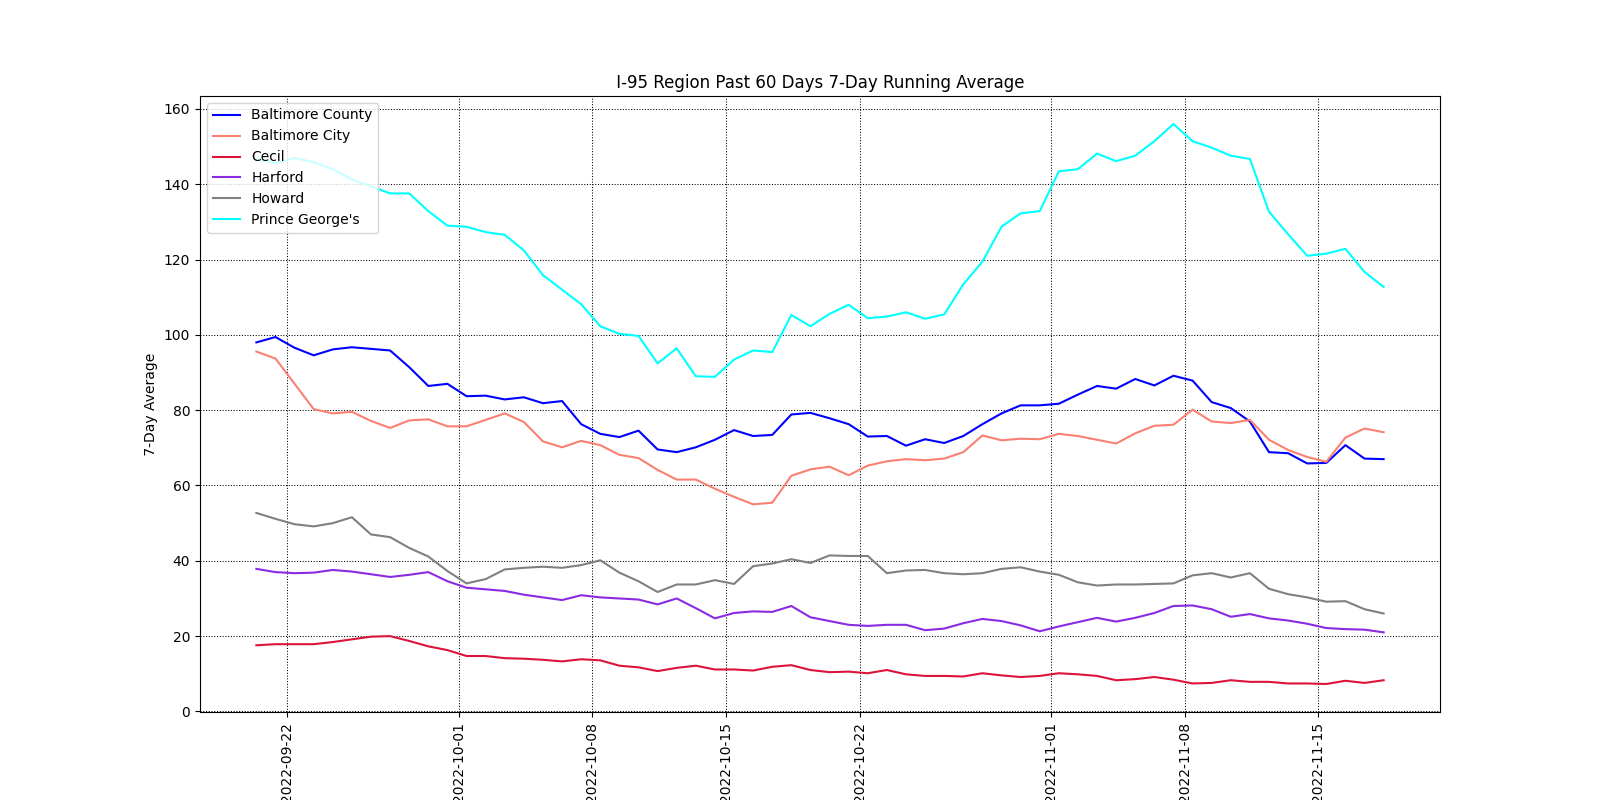 I-95 Region Past 60 Days 7-Day Running Average
160
140
120
100
80
60
40
20
0
7-Day Average
Baltimore County
Baltimore City
Cecil
Harford
Howard
Prince George's
2022-09-22
2022-10-01
2022-10-08
2022-10-15
2022-10-22
2022-11-01
2022-11-08
2022-11-15